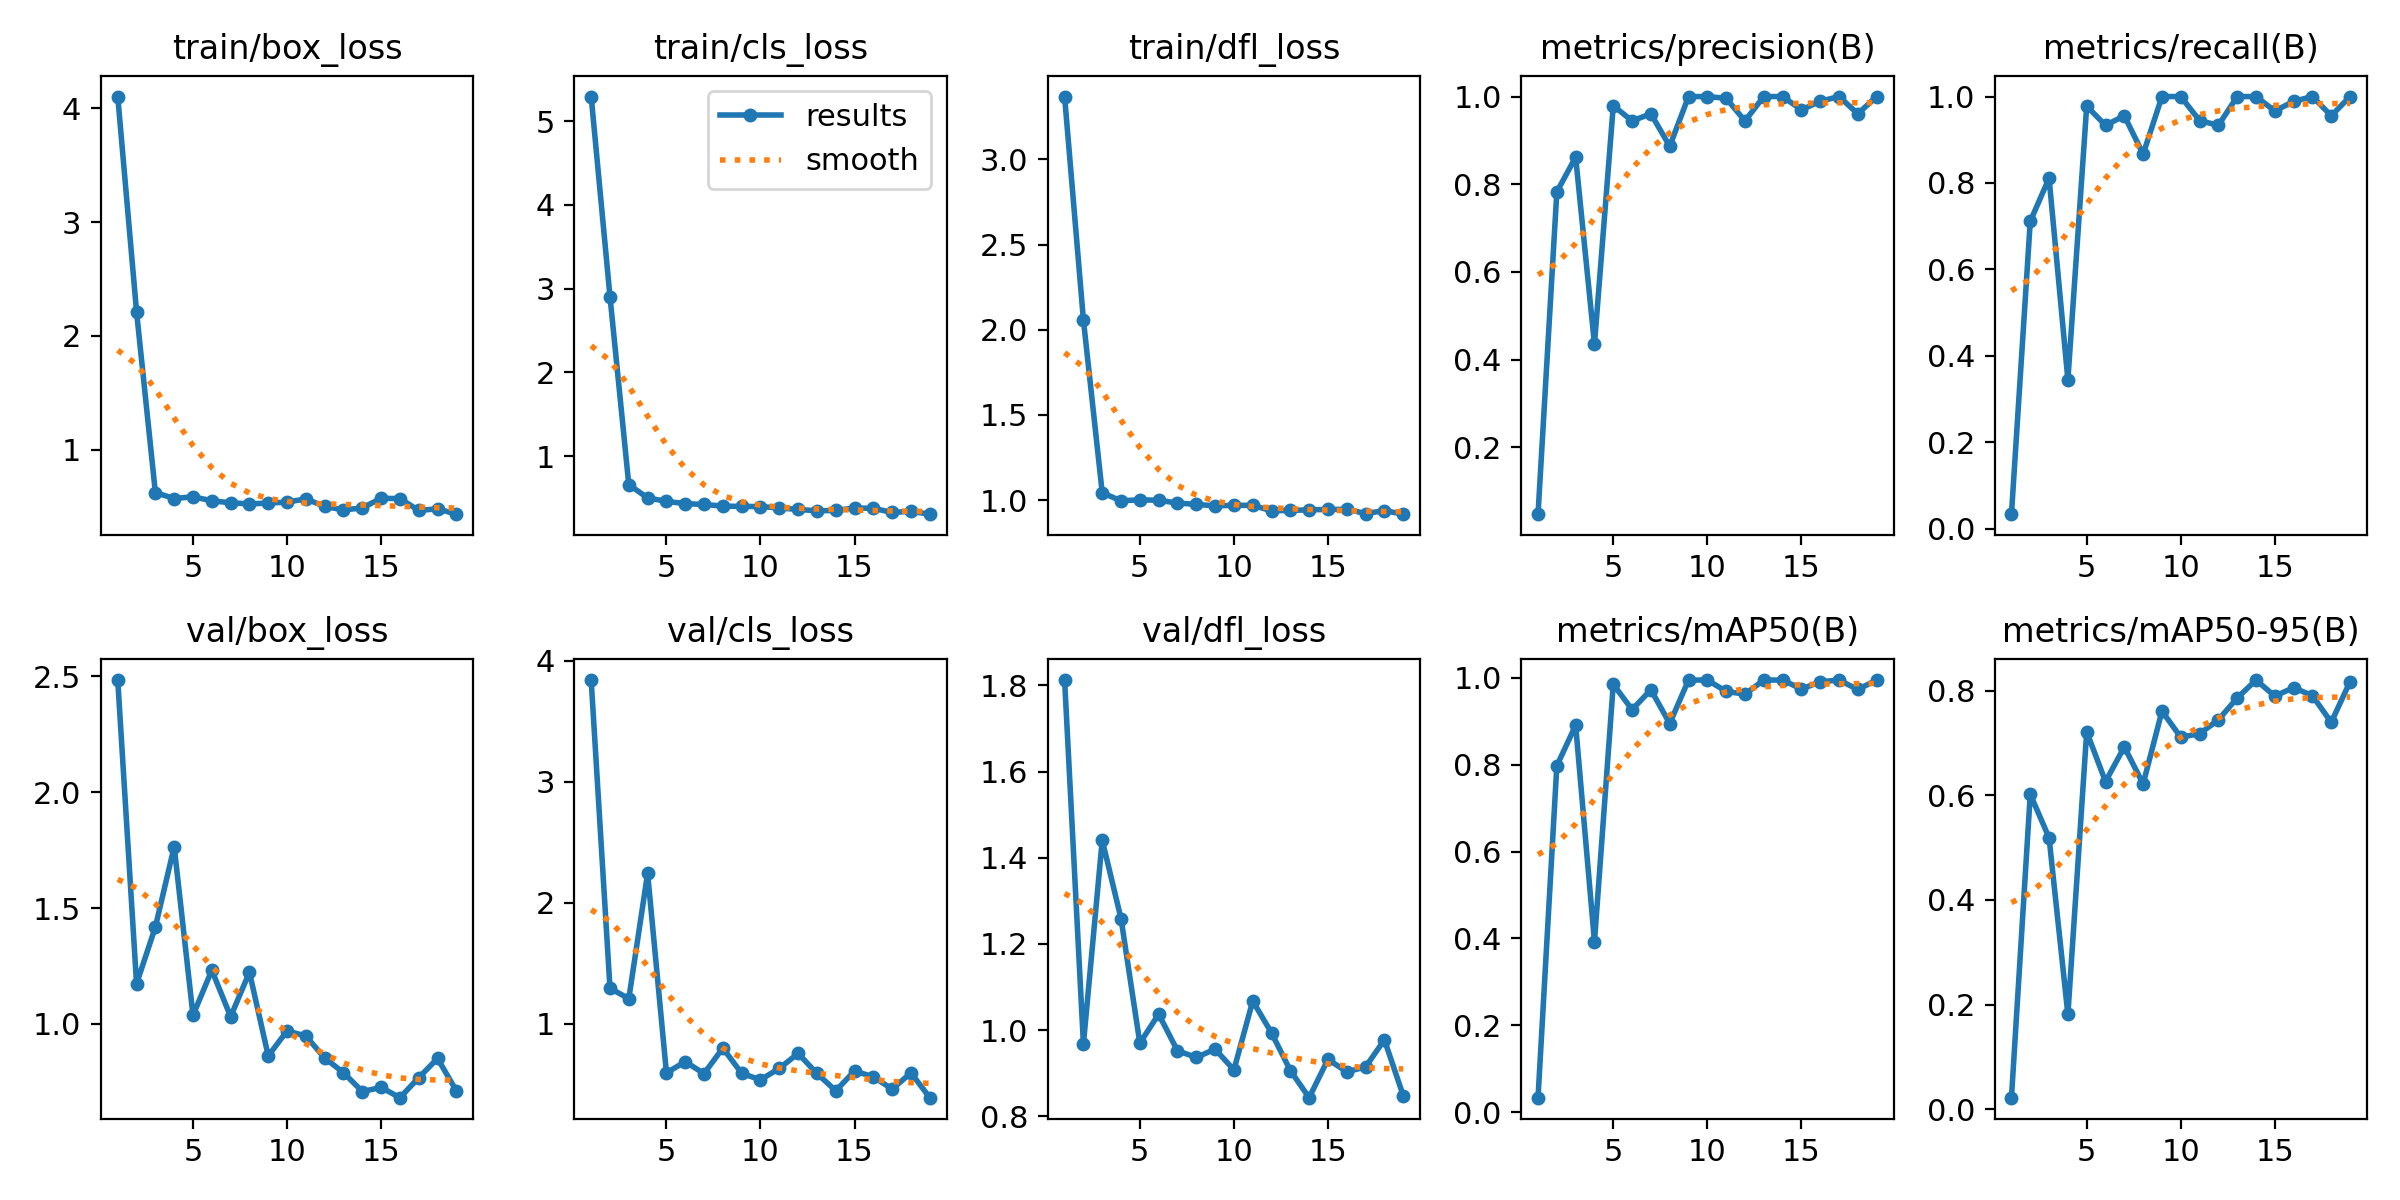 train/box_loss
4
3
2
1
5 10 15
train/cls_loss
results
smooth
5
4
3
2
1
5 10 15
train/dfl_loss
3.0
2.5
2.0
1.5
1.0
5 10 15
metrics/precision(B)
1.0
0.8
0.6
0.4
0.2
5 10 15
metrics/recall(B)
1.0
0.8
0.6
0.4
0.2
0.0
5 10 15
val/box_loss
2.5
2.0
1.5
1.0
5 10 15
val/cls_loss
4
3
2
1
5 10 15
val/dfl_loss
1.8
1.6
1.4
1.2
1.0
0.8
5 10 15
metrics/mAP50(B)
1.0
0.8
0.6
0.4
0.2
0.0
5 10 15
metrics/mAP50-95(B)
0.8
0.6
0.4
0.2
0.0
5 10 15